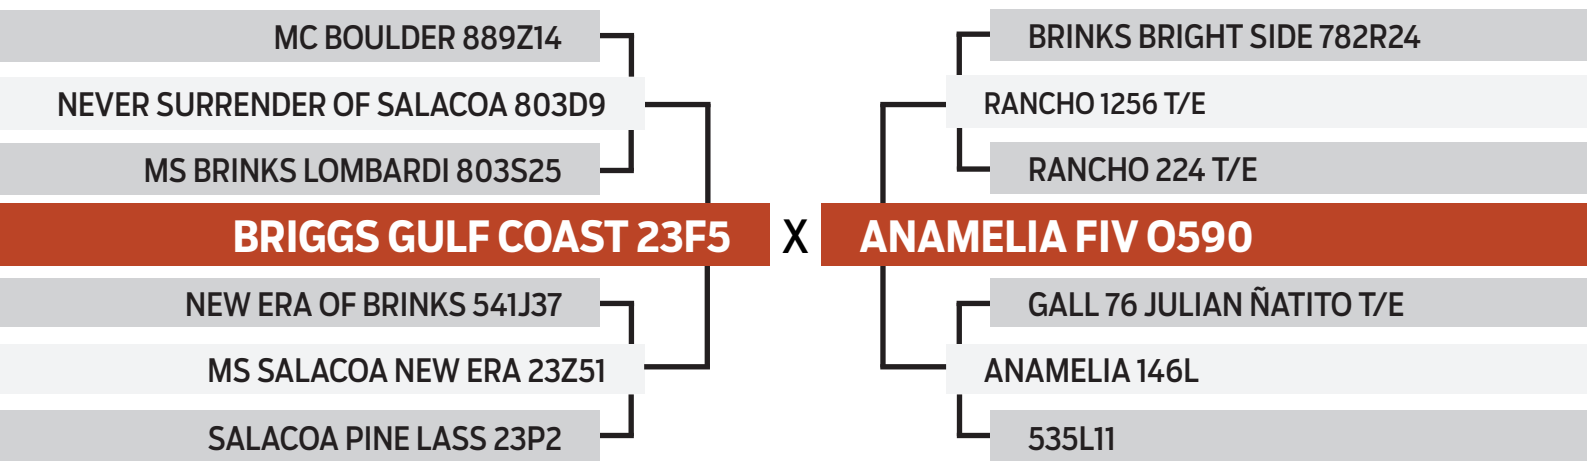 MC BOULDER 889Z14
NEVER SURRENDER OF SALACOA 803D9
MS BRINKS LOMBARDI 803S25
BRIGGS GULF COAST 23F5
NEW ERA OF BRINKS 541J37
MS SALACOA NEW ERA 23Z51
SALACOA PINE LASS 23P2
X
BRINKS BRIGHT SIDE 782R24
RANCHO 1256 T/E
RANCHO 224 T/E
ANAMELIA FIV O590
GALL 76 JULIAN ÑATITO T/E
ANAMELIA 146L
535L11